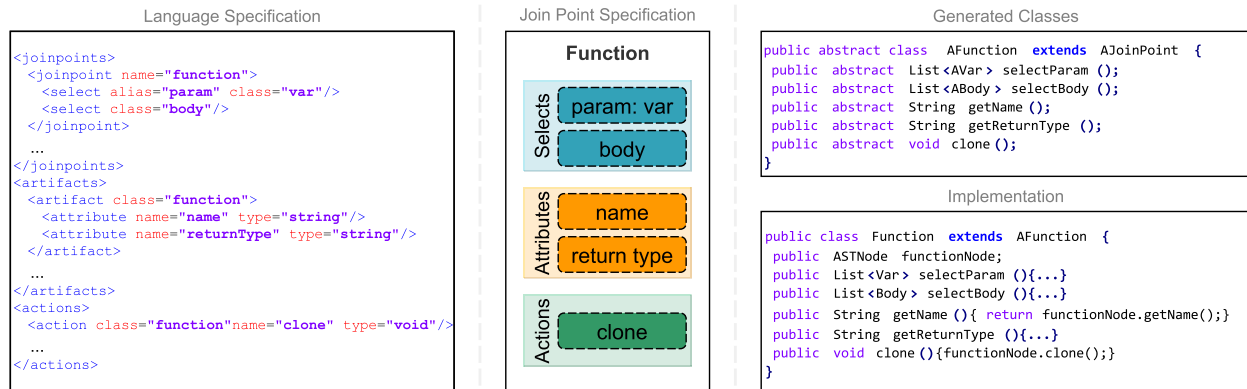 Language Specification
<joinpoints>
<joinpoint name="function">
<select alias="param" class="var"/>
<select class="body"/>
</joinpoint>
...
</joinpoints>
<artifacts>
<artifact class="function">
<attribute name="name" type="string"/>
<attribute name="returnType" type="string"/>
</artifact>
...
</artifacts>
<actions>
<action class="function"name="clone" type="void"/>
...
</actions>
Join Point Specification
Function
Selects
param: var
body
Attributes
name
return type
Actions
clone
Generated Classes
public abstract class AFunction extends AJoinPoint {
public abstract List<AVar> selectParam ();
public abstract List<ABody> selectBody ();
public abstract String getName ();
public abstract String getReturnType ();
public abstract void clone ();
}
Implementation
public class Function extends AFunction {
public ASTNode functionNode;
public List<Var> selectParam (){...}
public List<Body> selectBody (){...}
public String getName (){ return functionNode.getName();}
public String getReturnType (){...}
public void clone (){functionNode.clone();}
}